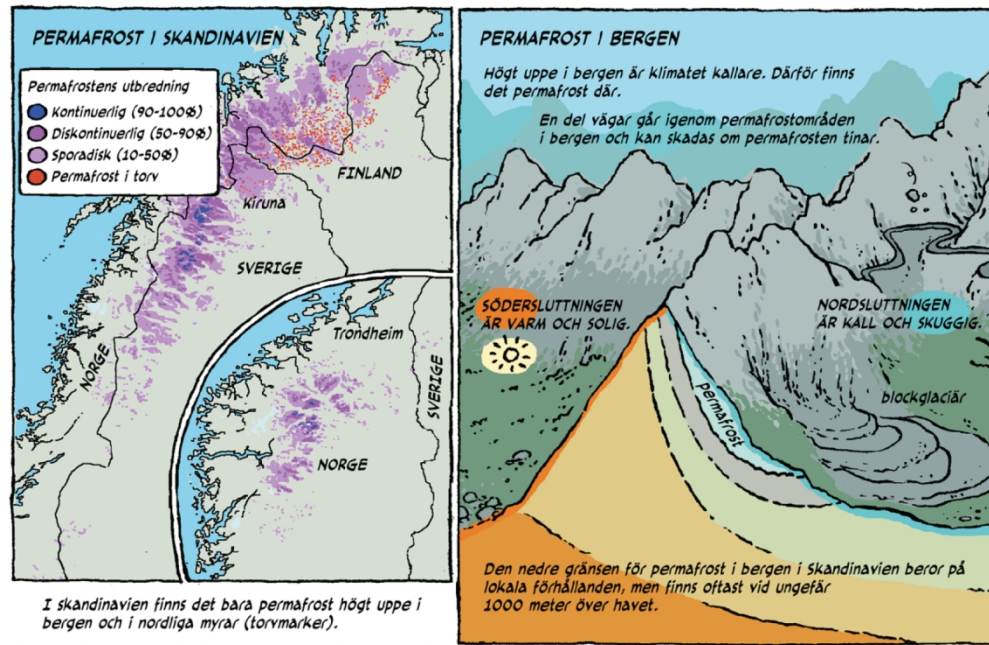 PERMAFROST I SKANDINAVIEN
Permafrostens utbredning
Kontinuerlig (90-100%)
Diskontinuerlig (50-90%)
Sporadisk (10-50%)
Permafrost i torv
FINLAND
Kiruna
SVERIGE
NORGE
Trondheim
SVERIGE
NORGE
I skandinavien finns det bara permafrost högt uppe i
bergen och i nordliga myrar (torvmarker).
PERMAFROST I BERGEN
Högt uppe i bergen är klimatet kallare. Därför finns
det permafrost där.
En del vägar går igenom permafrostområden
i bergen och kan skadas om permafrosten tinar.
SÖDERSLUTTNINGEN
ÄR VARM OCH SOLIG.
NORDSLUTTNINGEN
ÄR KALL OCH SKUGGIG.
blockglaciär
permafrost
Den nedre gränsen för permafrost i bergen i Skandinavien beror på
lokala förhållanden, men finns oftast vid ungefär
1000 meter över havet.